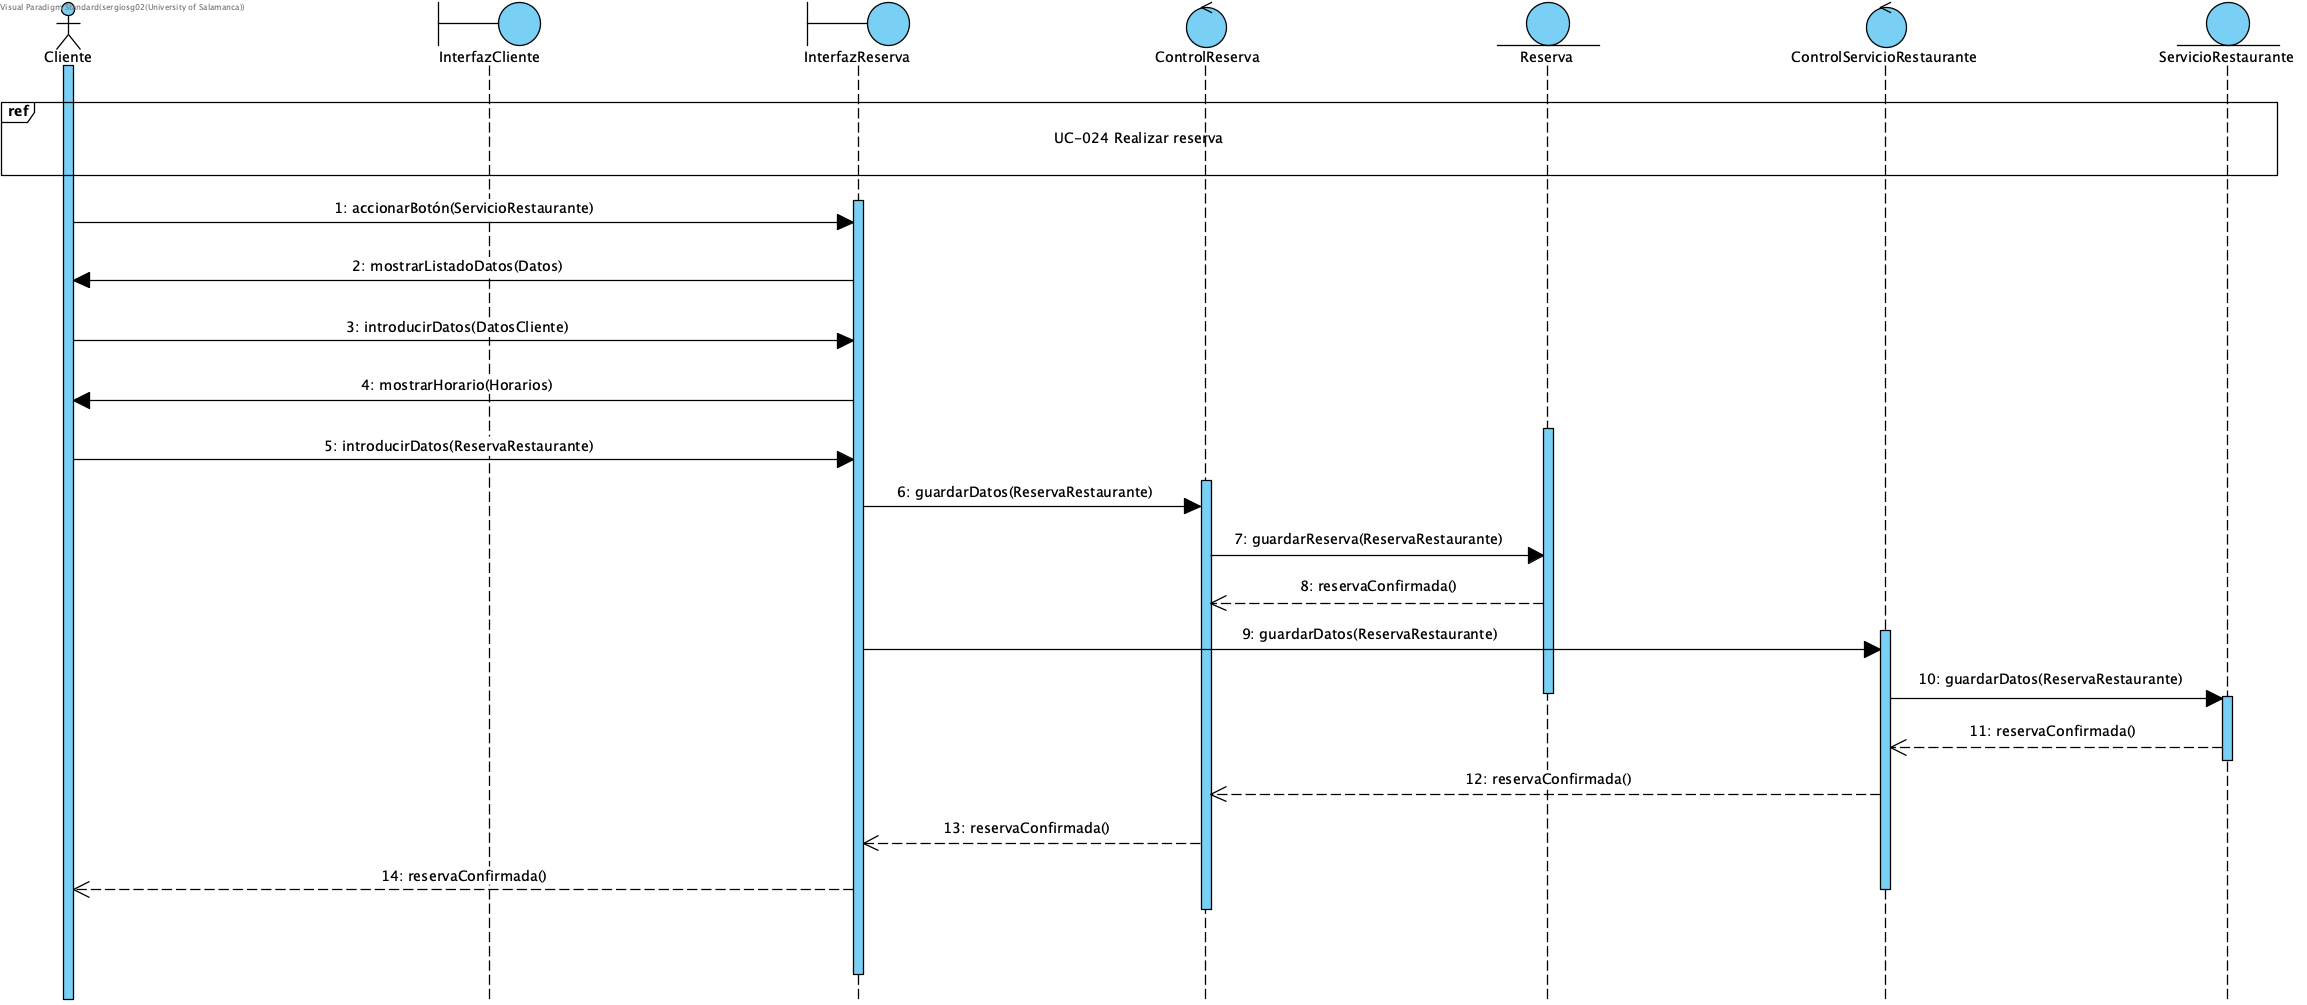 Visual Paradigm Standard(sergiosg02(University of Salamanca))
Cliente
InterfazCliente
InterfazReserva
ControlReserva
Reserva
ControlServicioRestaurante
ServicioRestaurante
ref
UC-024 Realizar reserva
1: accionarBotón(ServicioRestaurante)
2: mostrarListadoDatos(Datos)
3: introducirDatos(DatosCliente)
4: mostrarHorario(Horarios)
5: introducirDatos(ReservaRestaurante)
6: guardarDatos(ReservaRestaurante)
7: guardarReserva(ReservaRestaurante)
8: reservaConfirmada()
9: guardarDatos(ReservaRestaurante)
10: guardarDatos(ReservaRestaurante)
11: reservaConfirmada()
12: reservaConfirmada()
13: reservaConfirmada()
14: reservaConfirmada()